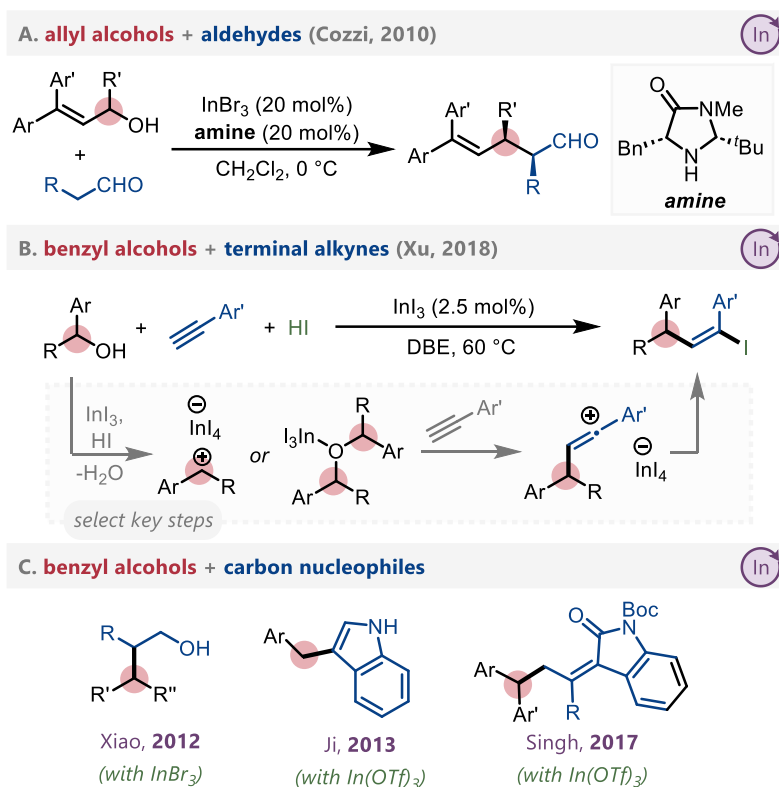 A. allyl alcohols + aldehydes (Cozzi, 2010)
In
Ar'
R'
Ar
OH
+
R
CHO
InBr₃ (20 mol%)
amine (20 mol%)
CH₂Cl₂, 0 °C
Ar'
R'
Ar
CHO
R
O
N
Me
Bn
N
H
tBu
amine
B. benzyl alcohols + terminal alkynes (Xu, 2018)
In
Ar
R
OH
+
Ar'
+ HI
InI₃ (2.5 mol%)
DBE, 60 °C
Ar
Ar'
R
I
InI₃,
HI
-H₂O
⊖
InI₄
⊕
Ar
R
or
R
I₃In
O
Ar
Ar
R
Ar'
⊕
Ar'
Ar
R
⊖
InI₄
select key steps
C. benzyl alcohols + carbon nucleophiles
In
R
OH
R'
R''
Xiao, 2012
(with InBr₃)
Ar
NH
Ji, 2013
(with In(OTf)₃)
Boc
O
N
Ar
Ar'
R
Singh, 2017
(with In(OTf)₃)